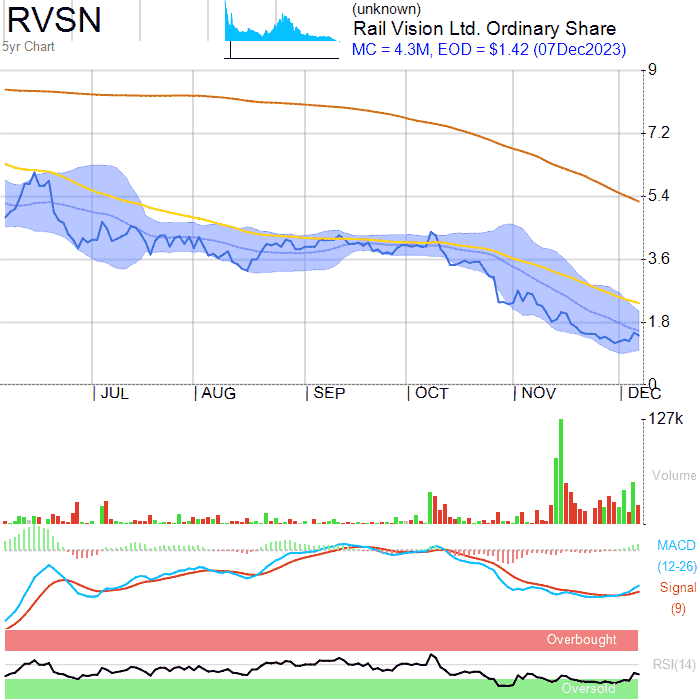 RVSN
5yr Chart
(unknown)
Rail Vision Ltd. Ordinary Share
MC = 4.3M, EOD = $1.42 (07Dec2023)
9
7.2
5.4
3.6
1.8
0
JUL AUG SEP OCT NOV DEC
127k
Volume
MACD
(12-26)
Signal
(9)
Overbought
RSI(14)
Oversold